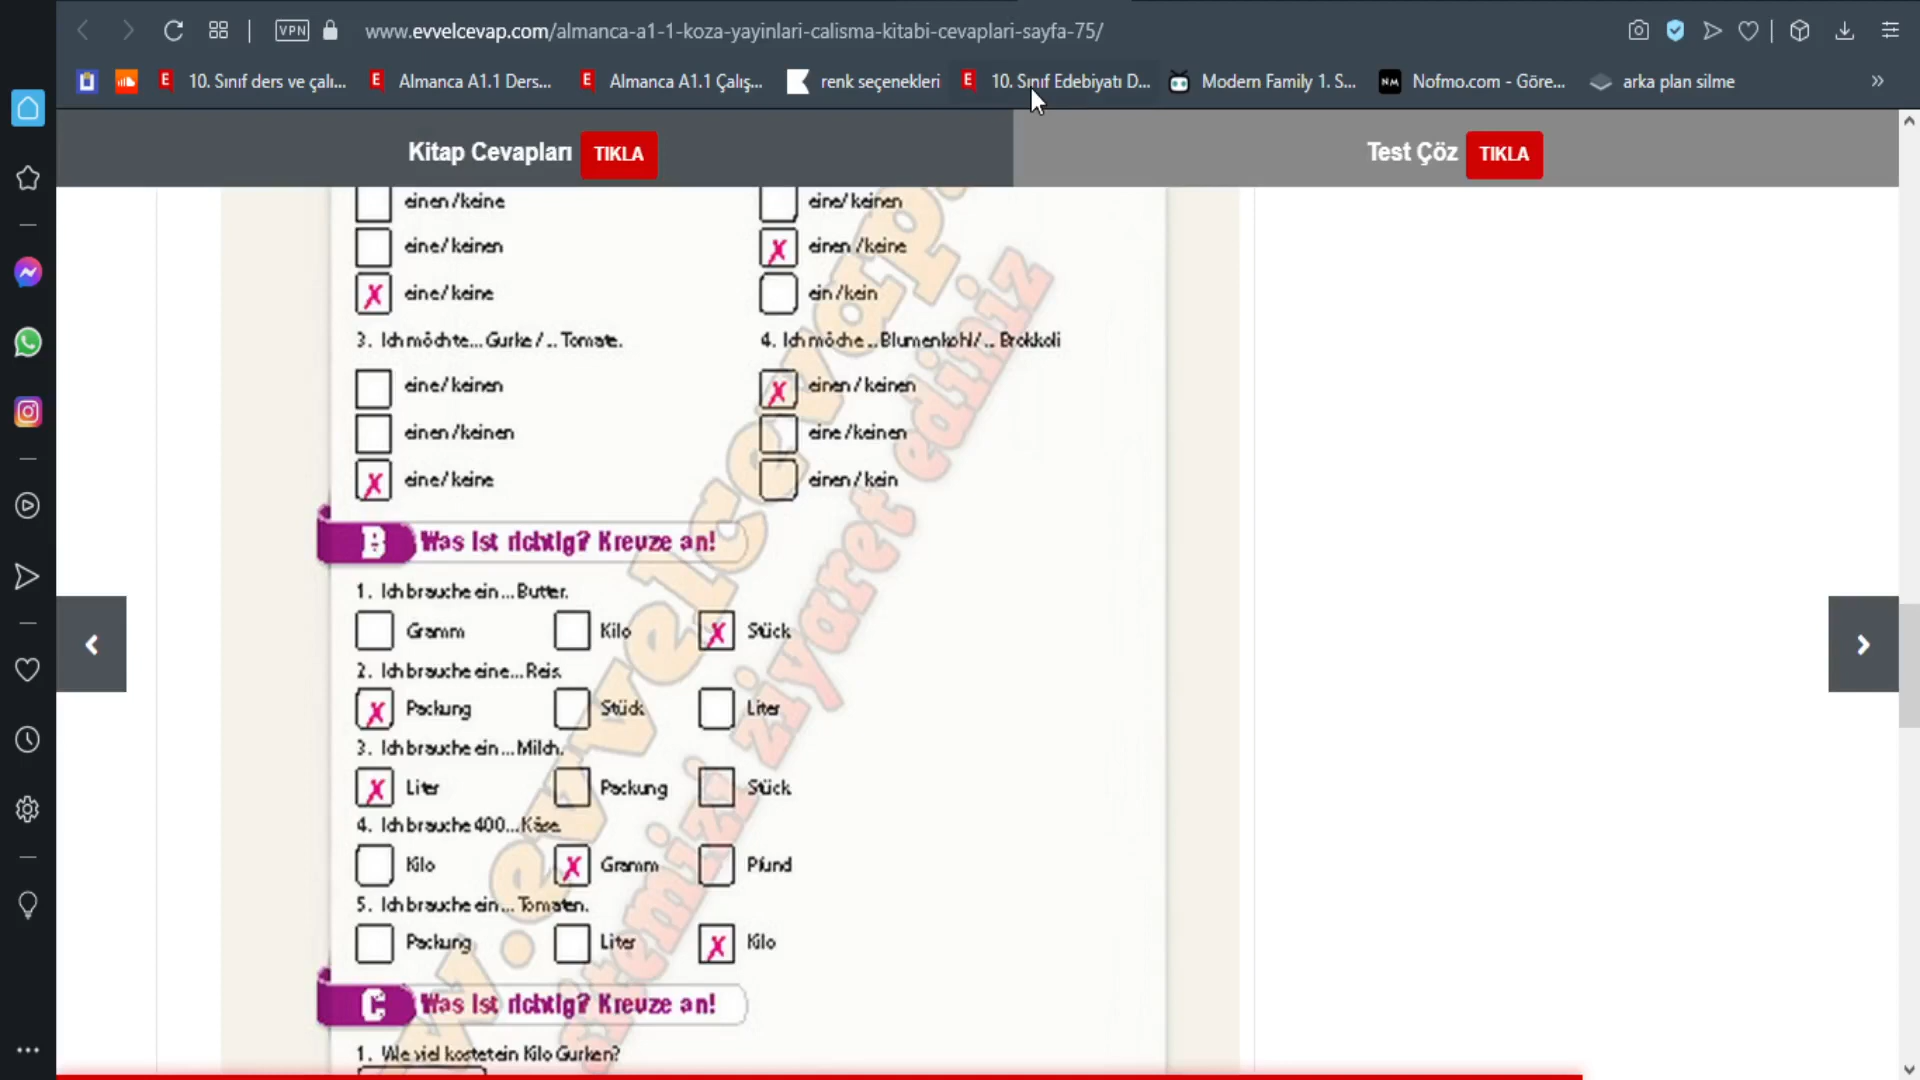 VPN
www.evvelcevap.com/almanca-a1-1-koza-yayinlari-calisma-kitabi-cevaplari-sayfa-75/
10. Sınıf ders ve çalı... Almanca A1.1 Ders... Almanca A1.1 Çalış... renk seçenekleri 10. Sınıf Edebiyatı D... Modern Family 1. S... NM Nofmo.com - Göre... arka plan silme
Kitap Cevapları TIKLA
Test Çöz TIKLA
einen / keine
eine / keinen
eine / keinen
einen / keine
eine / keine
ein / kein
3. Ich möchte... Gurke / ... Tomate.
4. Ich möche ... Blumenkohl / ... Brokkoli
eine / keinen
einen / keinen
einen / keinen
eine / keinen
eine / keine
einen / kein
B Was ist richtig? Kreuze an!
1. Ich brauche ein ... Butter.
Gramm Kilo X Stück
2. Ich brauche eine... Reis.
X Packung Stück Liter
3. Ich brauche ein ... Milch.
X Liter Packung Stück
4. Ich brauche 400... Käse.
Kilo X Gramm Pfund
5. Ich brauche ein ... Tomaten.
Packung Liter X Kilo
C Was ist richtig? Kreuze an!
1. Wie viel kostet ein Kilo Gurken?
w.evvelcevap.
sitemizi ziyaret ediniz